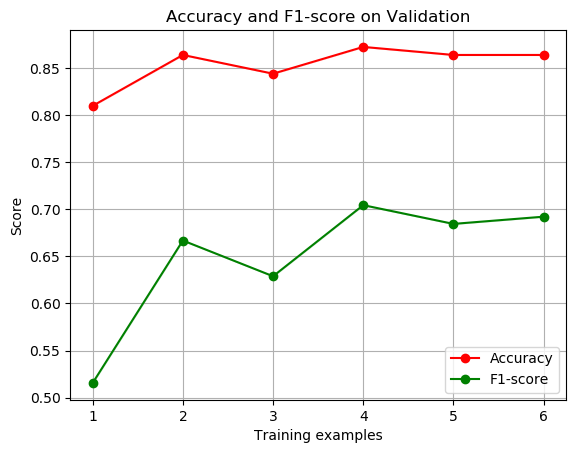 Accuracy and F1-score on Validation
Score
0.85
0.80
0.75
0.70
0.65
0.60
0.55
0.50
Accuracy
F1-score
1 2 3 4 5 6
Training examples